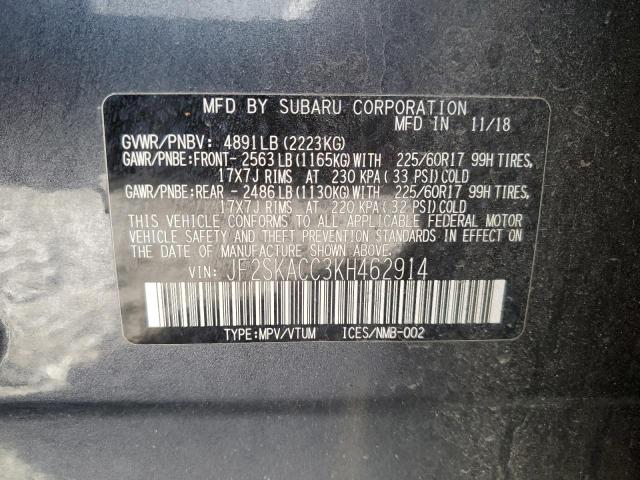 MFD BY SUBARU CORPORATION
MFD IN 11/18
GVWR/PNBV: 4891LB (2223KG)
GAWR/PNBE: FRONT- 2563 LB (1165KG) WITH 225/60R17 99H TIRES,
17X7J RIMS AT 230 KPA ( 33 PSI) COLD
GAWR/PNBE: REAR - 2486 LB (1130KG) WITH 225/60R17 99H TIRES,
17X7J RIMS AT 220 KPA ( 32 PSI) COLD
THIS VEHICLE CONFORMS TO ALL APPLICABLE FEDERAL MOTOR
VEHICLE SAFETY AND THEFT PREVENTION STANDARDS IN EFFECT ON
THE DATE OF MANUFACTURE SHOWN ABOVE.
VIN: JF2SKACC3KH462914
TYPE:MPV/VTUM ICES/NMB-002